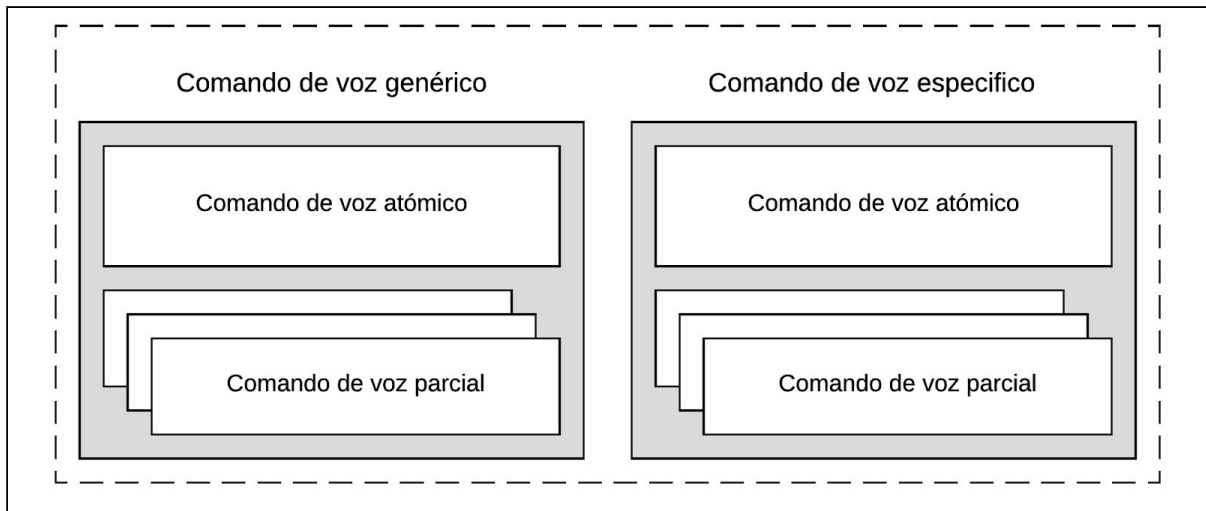 Comando de voz genérico
Comando de voz especifico
Comando de voz atómico
Comando de voz atómico
Comando de voz parcial
Comando de voz parcial